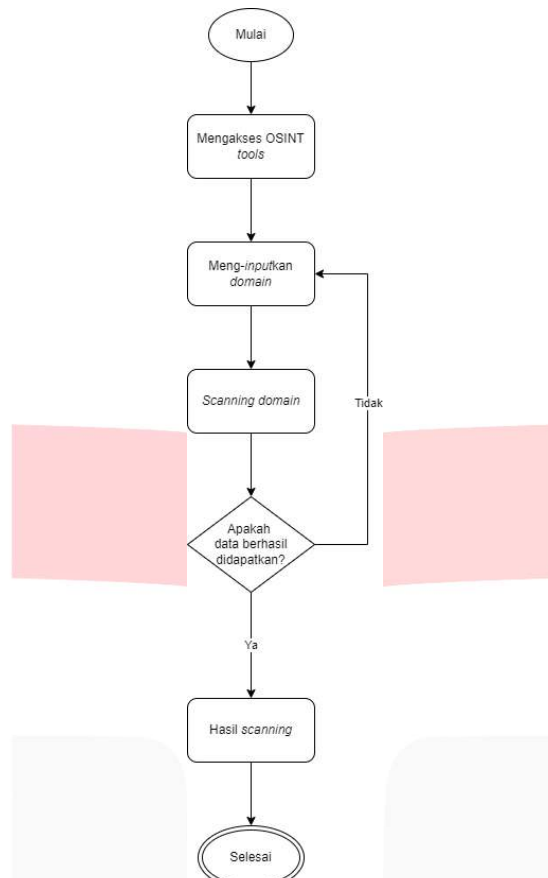 Mulai
Mengakses OSINT
tools
Meng-inputkan
domain
Scanning domain
Tidak
Apakah
data berhasil
didapatkan?
Ya
Hasil scanning
Selesai